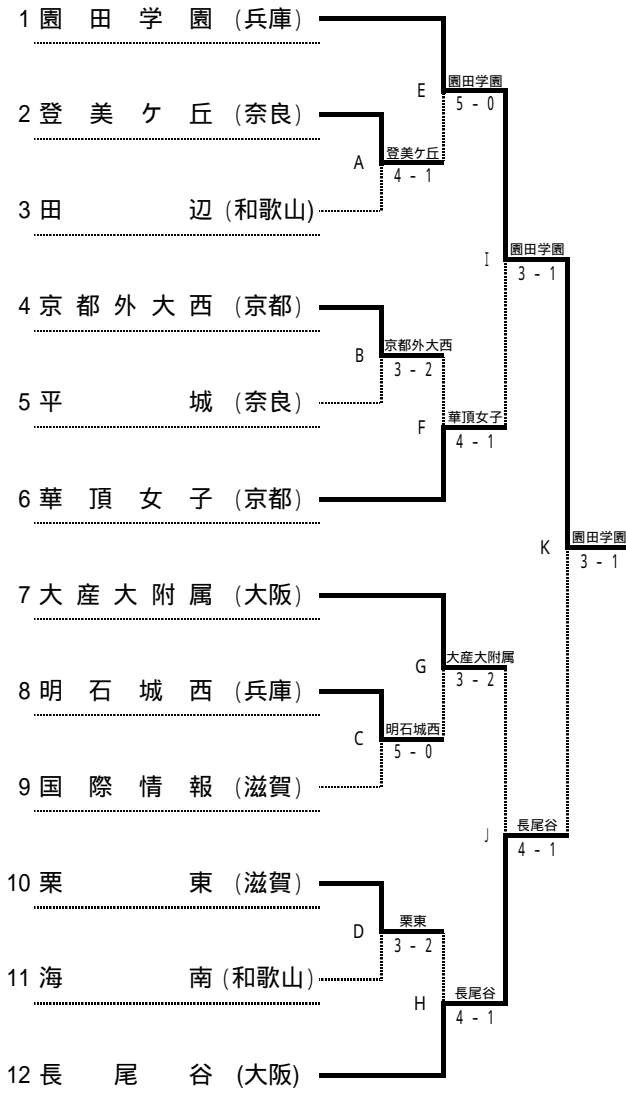 1 園田学園 (兵庫)
園田学園
E
5 - 0
2 登美ケ丘 (奈良)
登美ケ丘
A
4 - 1
3 田辺 (和歌山)
園田学園
I
3 - 1
4 京都外大西 (京都)
京都外大西
B
3 - 2
5 平城 (奈良)
華頂女子
F
4 - 1
6 華頂女子 (京都)
園田学園
K
3 - 1
7 大産大附属 (大阪)
大産大附属
G
3 - 2
8 明石城西 (兵庫)
明石城西
C
5 - 0
9 国際情報 (滋賀)
長尾谷
J
4 - 1
10 栗東 (滋賀)
栗東
D
3 - 2
11 海南 (和歌山)
長尾谷
H
4 - 1
12 長尾谷 (大阪)